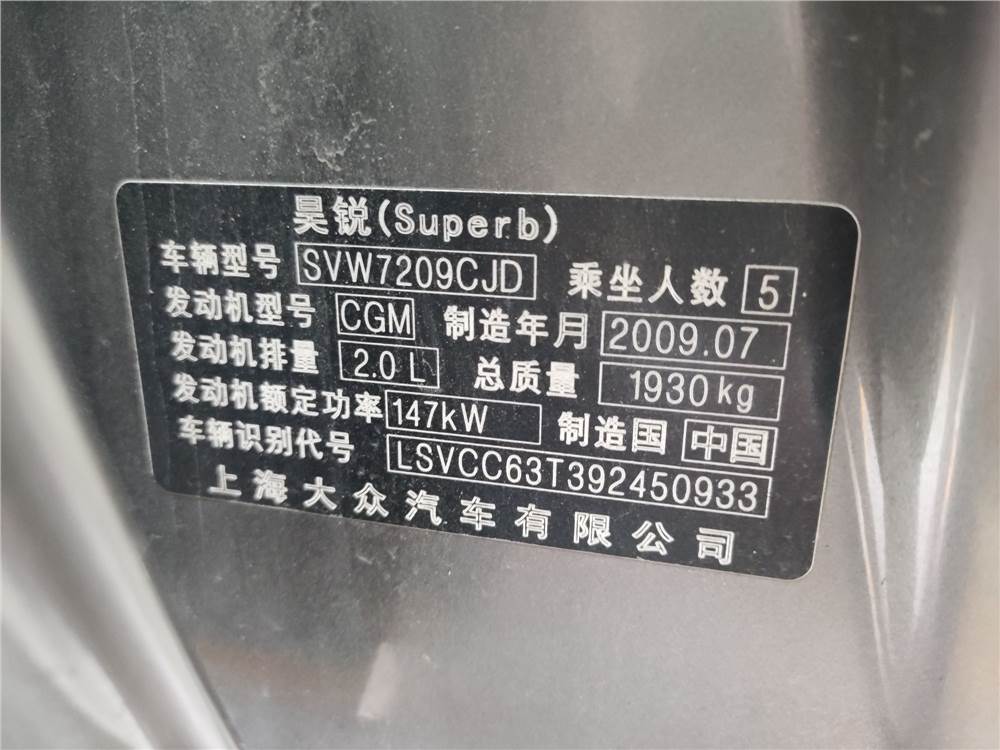 昊锐(Superb)
车辆型号 SVW7209CJD 乘坐人数 5
发动机型号 CGM 制造年月 2009.07
发动机排量 2.0 L 总质量 1930kg
发动机额定功率 147kW 制造国 中国
车辆识别代号 LSVCC63T392450933
上海大众汽车有限公司